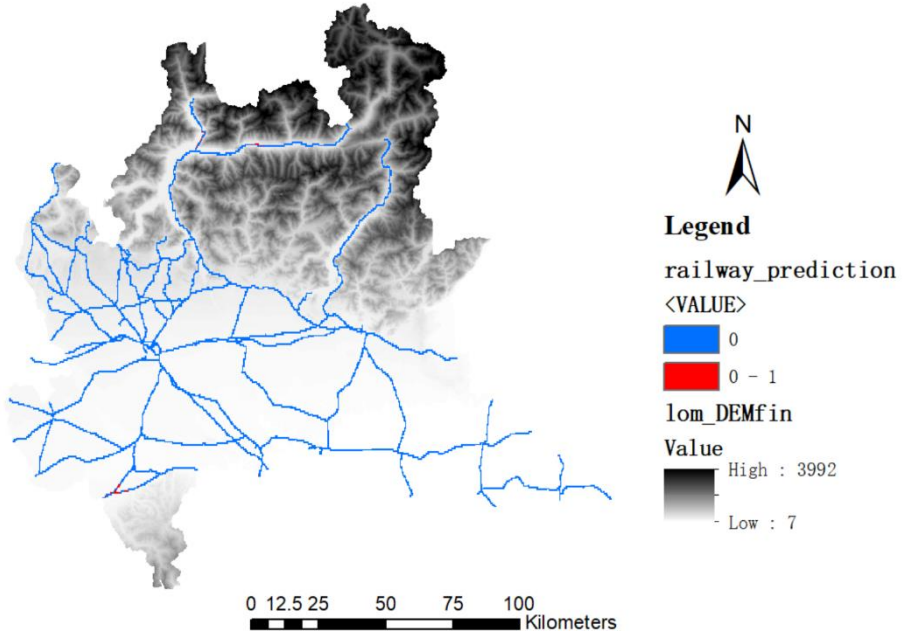 N
Legend
railway_prediction
<VALUE>
0
0 - 1
lom_DEMfin
Value
High : 3992
Low : 7
0 12.5 25 50 75 100
Kilometers